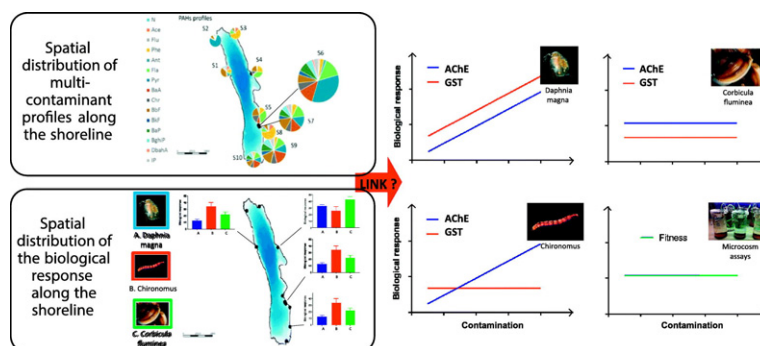 Spatial
distribution of
multi-
contaminant
profiles along
the shoreline
PAHs profiles
N
Ace
Flu
Phe
Ant
Fla
Pyr
BaA
Chr
BbF
BkF
BaP
BghiP
DbahA
IP
S2
S3
S1
S4
S6
S5
S7
S8
S9
S10
Spatial
distribution of
the biological
response
along the
shoreline
A. Daphnia
magna
B. Chironomus
C. Corbicula
fluminea
A B C
A B C
A B C
A B C
LINK ?
Biological response
AChE
GST
Daphnia
magna
AChE
GST
Corbicula
fluminea
Biological response
AChE
GST
Chironomus
Contamination
Fitness
Microcosm
assays
Contamination